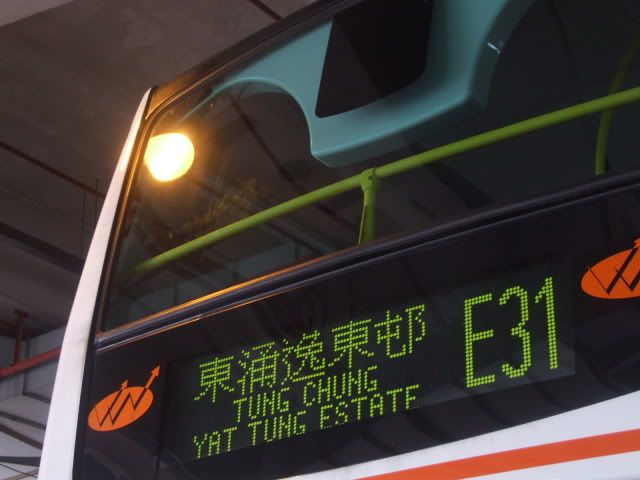 東涌逸東邨
TUNG CHUNG
YAT TUNG ESTATE
E31